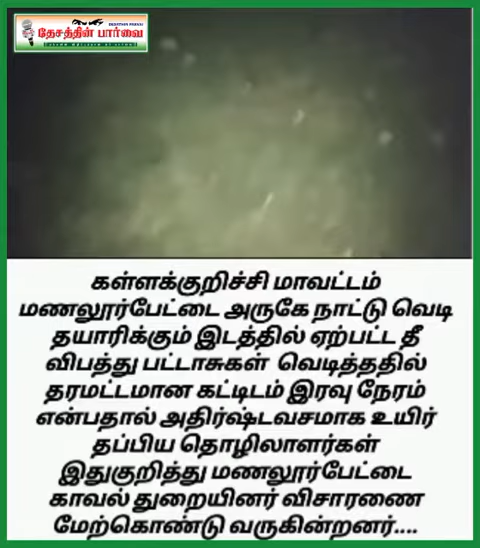 தேசத்தின் பார்வை
கள்ளக்குறிச்சி மாவட்டம்
மணலூர்பேட்டை அருகே நாட்டு வெடி
தயாரிக்கும் இடத்தில் ஏற்பட்ட தீ
விபத்து பட்டாசுகள் வெடித்ததில்
தரமட்டமான கட்டிடம் இரவு நேரம்
என்பதால் அதிர்ஷ்டவசமாக உயிர்
தப்பிய தொழிலாளர்கள்
இதுகுறித்து மணலூர்பேட்டை
காவல் துறையினர் விசாரணை
மேற்கொண்டு வருகின்றனர்....